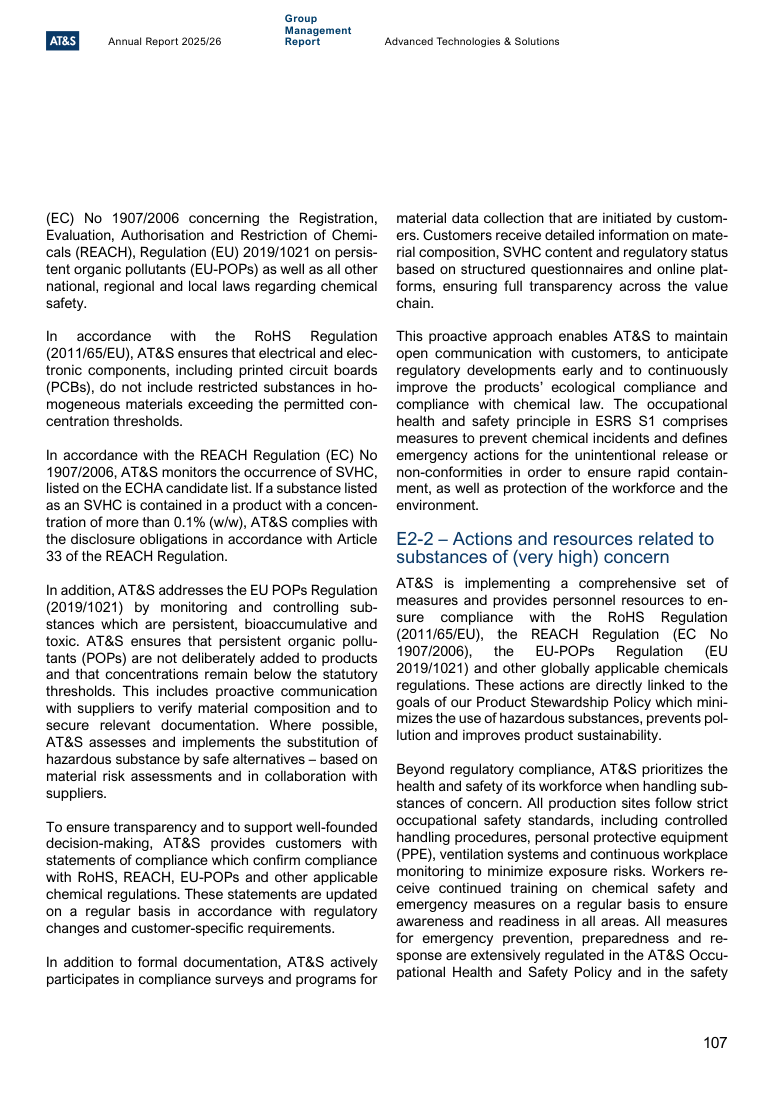 AT&S
Annual Report 2025/26
Group
Management
Report
Advanced Technologies & Solutions
(EC) No 1907/2006 concerning the Registration,
Evaluation, Authorisation and Restriction of Chemi-
cals (REACH), Regulation (EU) 2019/1021 on persis-
tent organic pollutants (EU-POPs) as well as all other
national, regional and local laws regarding chemical
safety.
In accordance with the RoHS Regulation
(2011/65/EU), AT&S ensures that electrical and elec-
tronic components, including printed circuit boards
(PCBs), do not include restricted substances in ho-
mogeneous materials exceeding the permitted con-
centration thresholds.
In accordance with the REACH Regulation (EC) No
1907/2006, AT&S monitors the occurrence of SVHC,
listed on the ECHA candidate list. If a substance listed
as an SVHC is contained in a product with a concen-
tration of more than 0.1% (w/w), AT&S complies with
the disclosure obligations in accordance with Article
33 of the REACH Regulation.
In addition, AT&S addresses the EU POPs Regulation
(2019/1021) by monitoring and controlling sub-
stances which are persistent, bioaccumulative and
toxic. AT&S ensures that persistent organic pollu-
tants (POPs) are not deliberately added to products
and that concentrations remain below the statutory
thresholds. This includes proactive communication
with suppliers to verify material composition and to
secure relevant documentation. Where possible,
AT&S assesses and implements the substitution of
hazardous substance by safe alternatives – based on
material risk assessments and in collaboration with
suppliers.
To ensure transparency and to support well-founded
decision-making, AT&S provides customers with
statements of compliance which confirm compliance
with RoHS, REACH, EU-POPs and other applicable
chemical regulations. These statements are updated
on a regular basis in accordance with regulatory
changes and customer-specific requirements.
In addition to formal documentation, AT&S actively
participates in compliance surveys and programs for
material data collection that are initiated by custom-
ers. Customers receive detailed information on mate-
rial composition, SVHC content and regulatory status
based on structured questionnaires and online plat-
forms, ensuring full transparency across the value
chain.
This proactive approach enables AT&S to maintain
open communication with customers, to anticipate
regulatory developments early and to continuously
improve the products’ ecological compliance and
compliance with chemical law. The occupational
health and safety principle in ESRS S1 comprises
measures to prevent chemical incidents and defines
emergency actions for the unintentional release or
non-conformities in order to ensure rapid contain-
ment, as well as protection of the workforce and the
environment.
E2-2 – Actions and resources related to
substances of (very high) concern
AT&S is implementing a comprehensive set of
measures and provides personnel resources to en-
sure compliance with the RoHS Regulation
(2011/65/EU), the REACH Regulation (EC No
1907/2006), the EU-POPs Regulation (EU
2019/1021) and other globally applicable chemicals
regulations. These actions are directly linked to the
goals of our Product Stewardship Policy which mini-
mizes the use of hazardous substances, prevents pol-
lution and improves product sustainability.
Beyond regulatory compliance, AT&S prioritizes the
health and safety of its workforce when handling sub-
stances of concern. All production sites follow strict
occupational safety standards, including controlled
handling procedures, personal protective equipment
(PPE), ventilation systems and continuous workplace
monitoring to minimize exposure risks. Workers re-
ceive continued training on chemical safety and
emergency measures on a regular basis to ensure
awareness and readiness in all areas. All measures
for emergency prevention, preparedness and re-
sponse are extensively regulated in the AT&S Occu-
pational Health and Safety Policy and in the safety
107